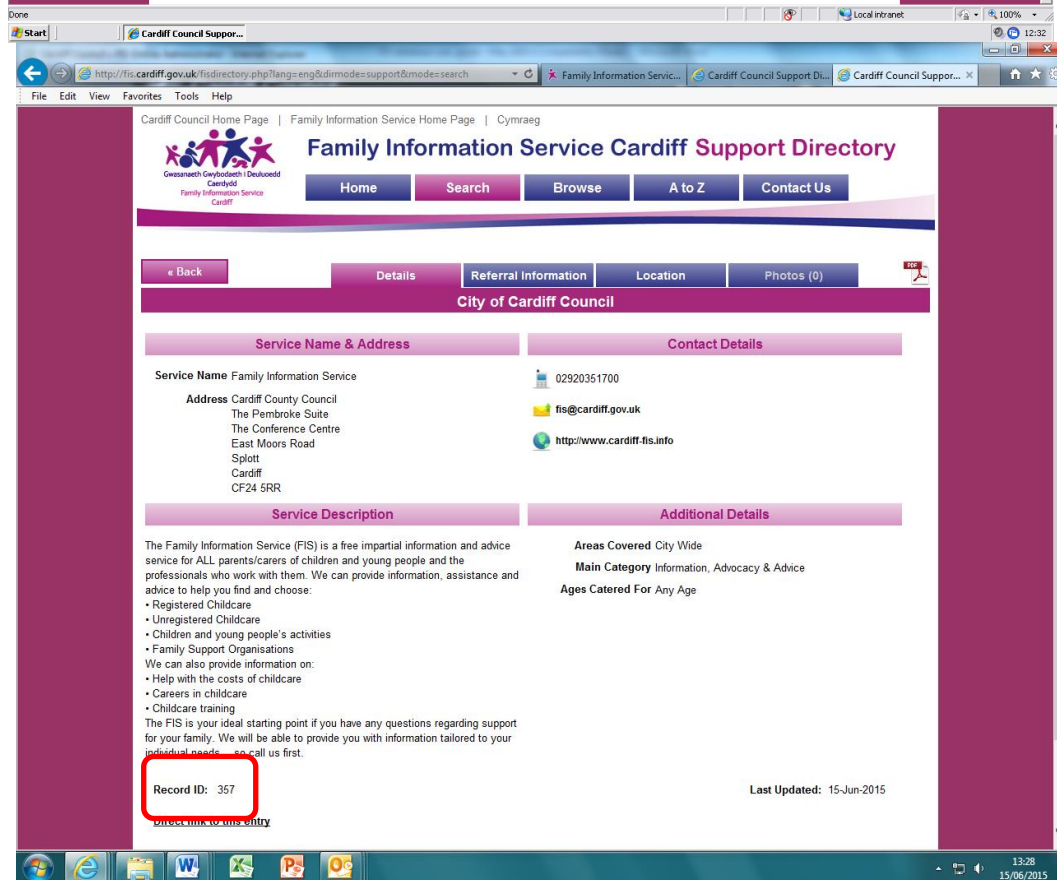 Done
Local intranet
100%
Start
Cardiff Council Suppor...
12:32
http://fis.cardiff.gov.uk/fisdirectory.php?lang=eng&dirmode=support&mode=search
Family Information Servic...
Cardiff Council Support Di...
Cardiff Council Suppor...
File Edit View Favorites Tools Help
Cardiff Council Home Page | Family Information Service Home Page | Cymraeg
Gwasanaeth Gwybodaeth i Deuluoedd
Caerdydd
Family Information Service
Cardiff
Family Information Service Cardiff Support Directory
Home Search Browse A to Z Contact Us
« Back
Details Referral Information Location Photos (0)
PDF
City of Cardiff Council
Service Name & Address
Service Name Family Information Service
Address Cardiff County Council
The Pembroke Suite
The Conference Centre
East Moors Road
Splott
Cardiff
CF24 5RR
Contact Details
02920351700
fis@cardiff.gov.uk
http://www.cardiff-fis.info
Service Description
The Family Information Service (FIS) is a free impartial information and advice
service for ALL parents/carers of children and young people and the
professionals who work with them. We can provide information, assistance and
advice to help you find and choose:
• Registered Childcare
• Unregistered Childcare
• Children and young people's activities
• Family Support Organisations
We can also provide information on:
• Help with the costs of childcare
• Careers in childcare
• Childcare training
The FIS is your ideal starting point if you have any questions regarding support
for your family. We will be able to provide you with information tailored to your
individual needs... so call us first.
Additional Details
Areas Covered City Wide
Main Category Information, Advocacy & Advice
Ages Catered For Any Age
Record ID: 357
Last Updated: 15-Jun-2015
Direct link to this entry
13:28
15/06/2015